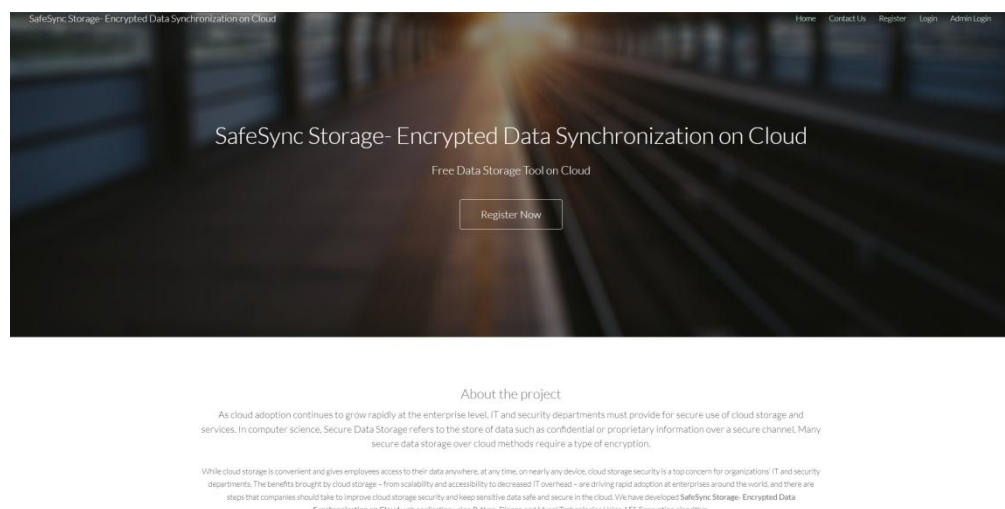 SafeSync Storage- Encrypted Data Synchronization on Cloud
Home Contact Us Register Login Admin Login
SafeSync Storage- Encrypted Data Synchronization on Cloud
Free Data Storage Tool on Cloud
Register Now
About the project
As cloud adoption continues to grow rapidly at the enterprise level, IT and security departments must provide for secure use of cloud storage and
services. In computer science, Secure Data Storage refers to the store of data such as confidential or proprietary information over a secure channel. Many
secure data storage over cloud methods require a type of encryption.
While cloud storage is convenient and gives employees access to their data anywhere, at any time, on nearly any device, cloud storage security is a top concern for organizations' IT and security
departments. The benefits brought by cloud storage – from scalability and accessibility to decreased IT overhead – are driving rapid adoption at enterprises around the world, and there are
steps that companies should take to improve cloud storage security and keep sensitive data safe and secure in the cloud. We have developed SafeSync Storage- Encrypted Data